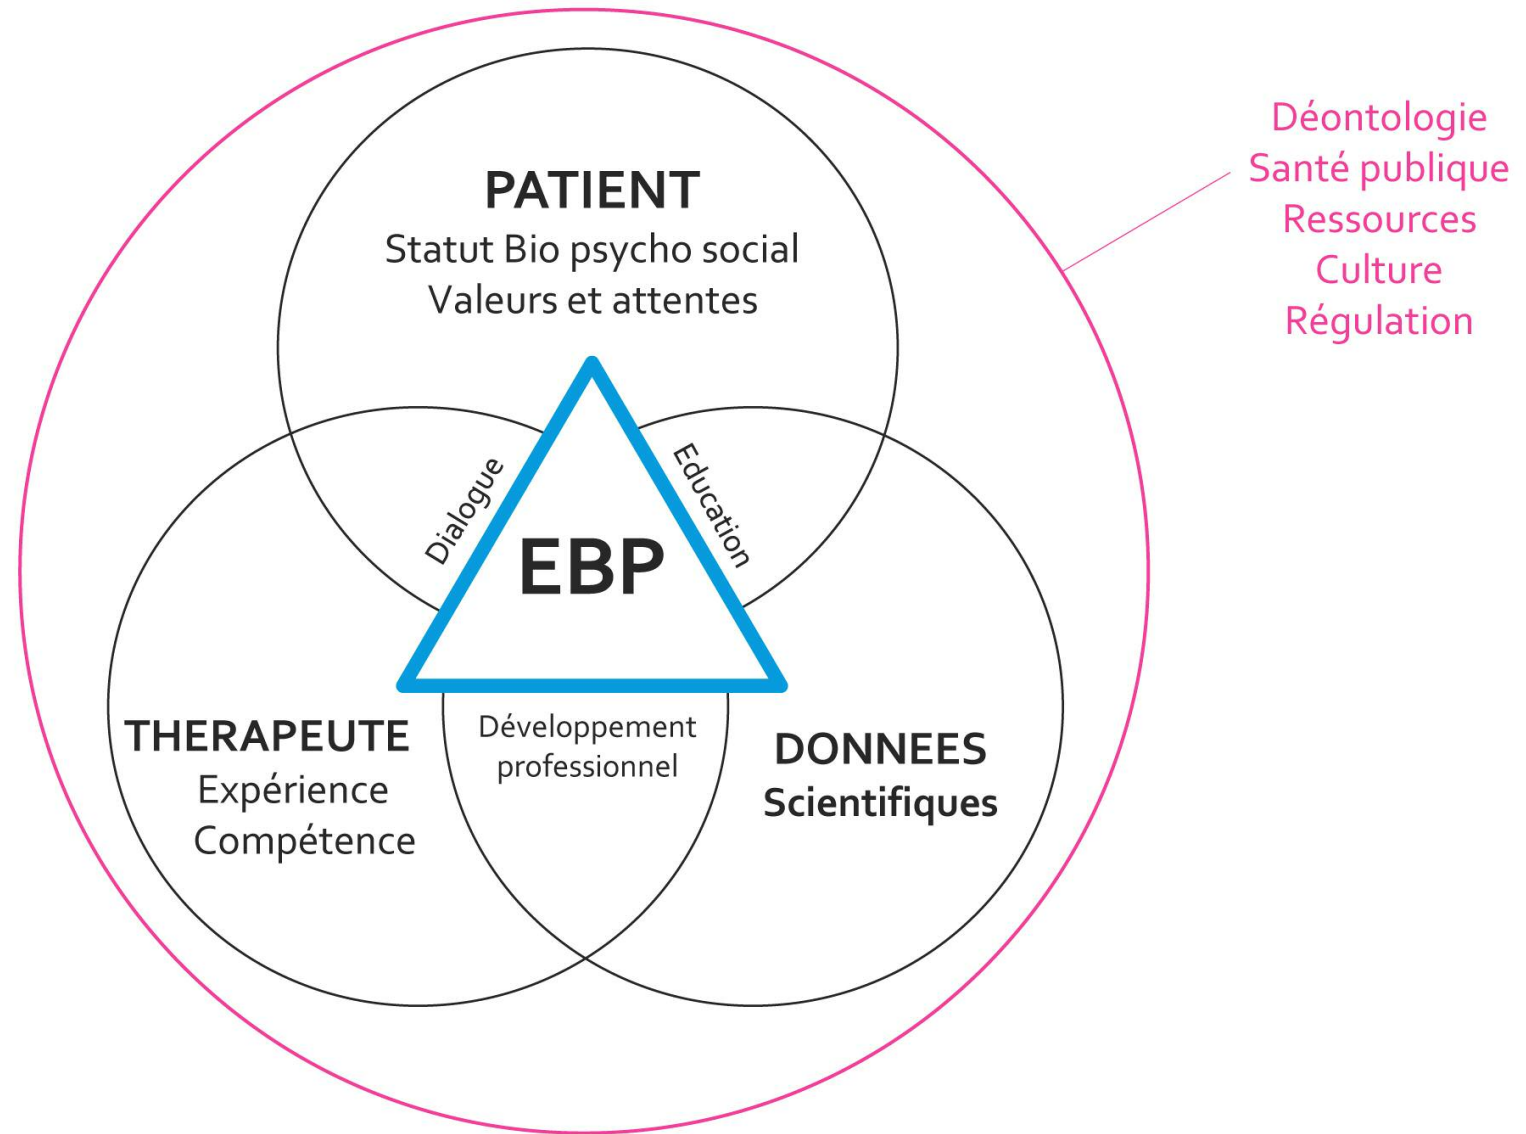 PATIENT
Statut Bio psycho social
Valeurs et attentes
Déontologie
Santé publique
Ressources
Culture
Régulation
Dialogue
Education
EBP
THERAPEUTE
Expérience
Compétence
Développement
professionnel
DONNEES
Scientifiques